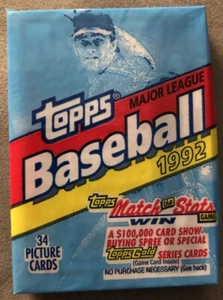 Topps
MAJOR LEAGUE
Baseball
1992
Topps
Match the Stats
WIN GAME
A $100,000 CARD SHOW
BUYING SPREE OR SPECIAL
Topps Gold SERIES CARDS
(Game Card Inside)
NO PURCHASE NECESSARY (See back)
34
PICTURE
CARDS